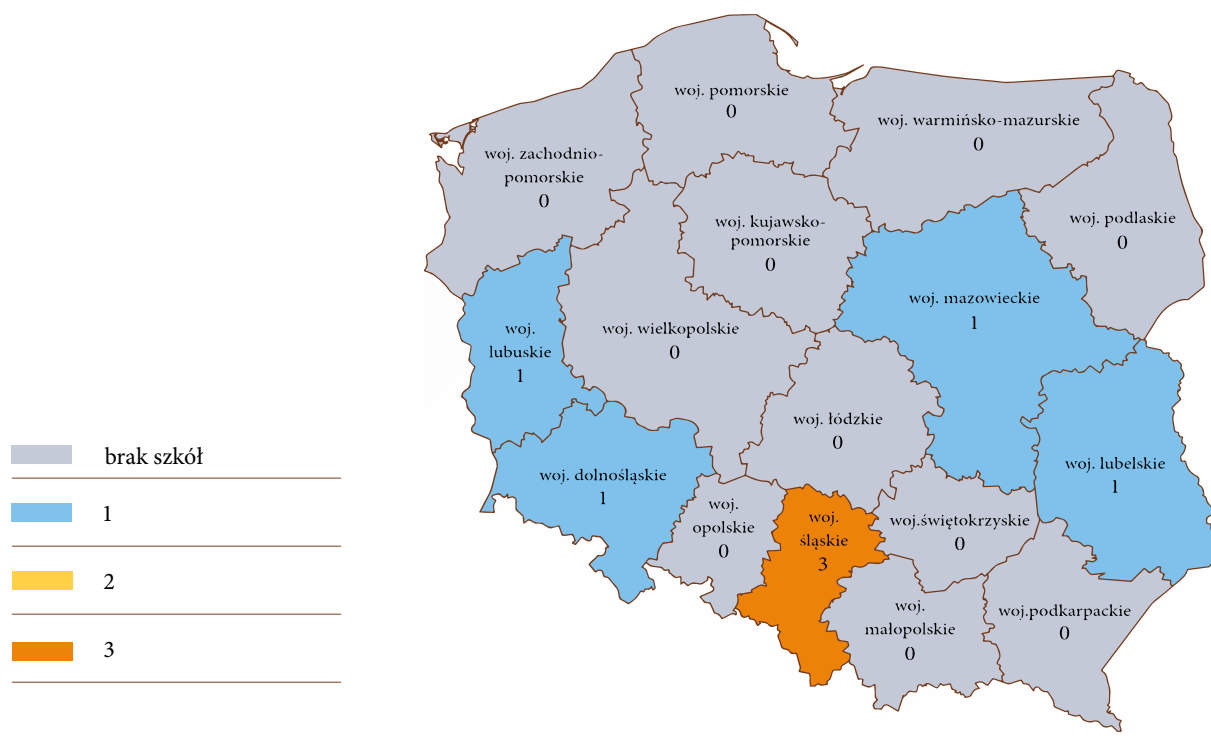 woj. pomorskie
0
woj. warmińsko-mazurskie
0
woj. zachodnio-
pomorskie
0
woj. podlaskie
0
woj. kujawsko-
pomorskie
0
woj. mazowieckie
1
woj.
lubuskie
1
woj. wielkopolskie
0
woj. łódzkie
0
woj. lubelskie
1
woj. dolnośląskie
1
woj.
opolskie
0
woj.
śląskie
3
woj.świętokrzyskie
0
woj.
małopolskie
0
woj.podkarpackie
0
brak szkół
1
2
3